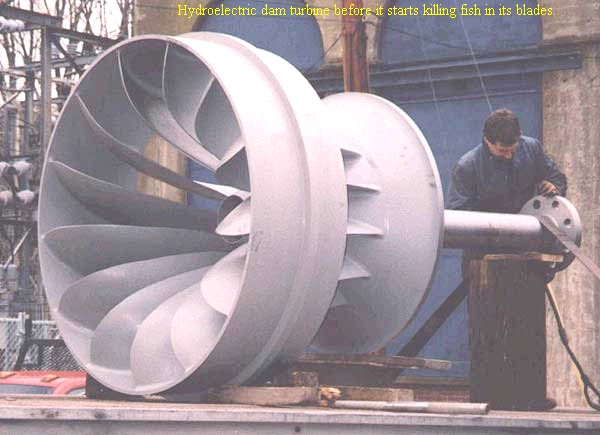 Hydroelectric dam turbine before it starts killing fish in its blades.